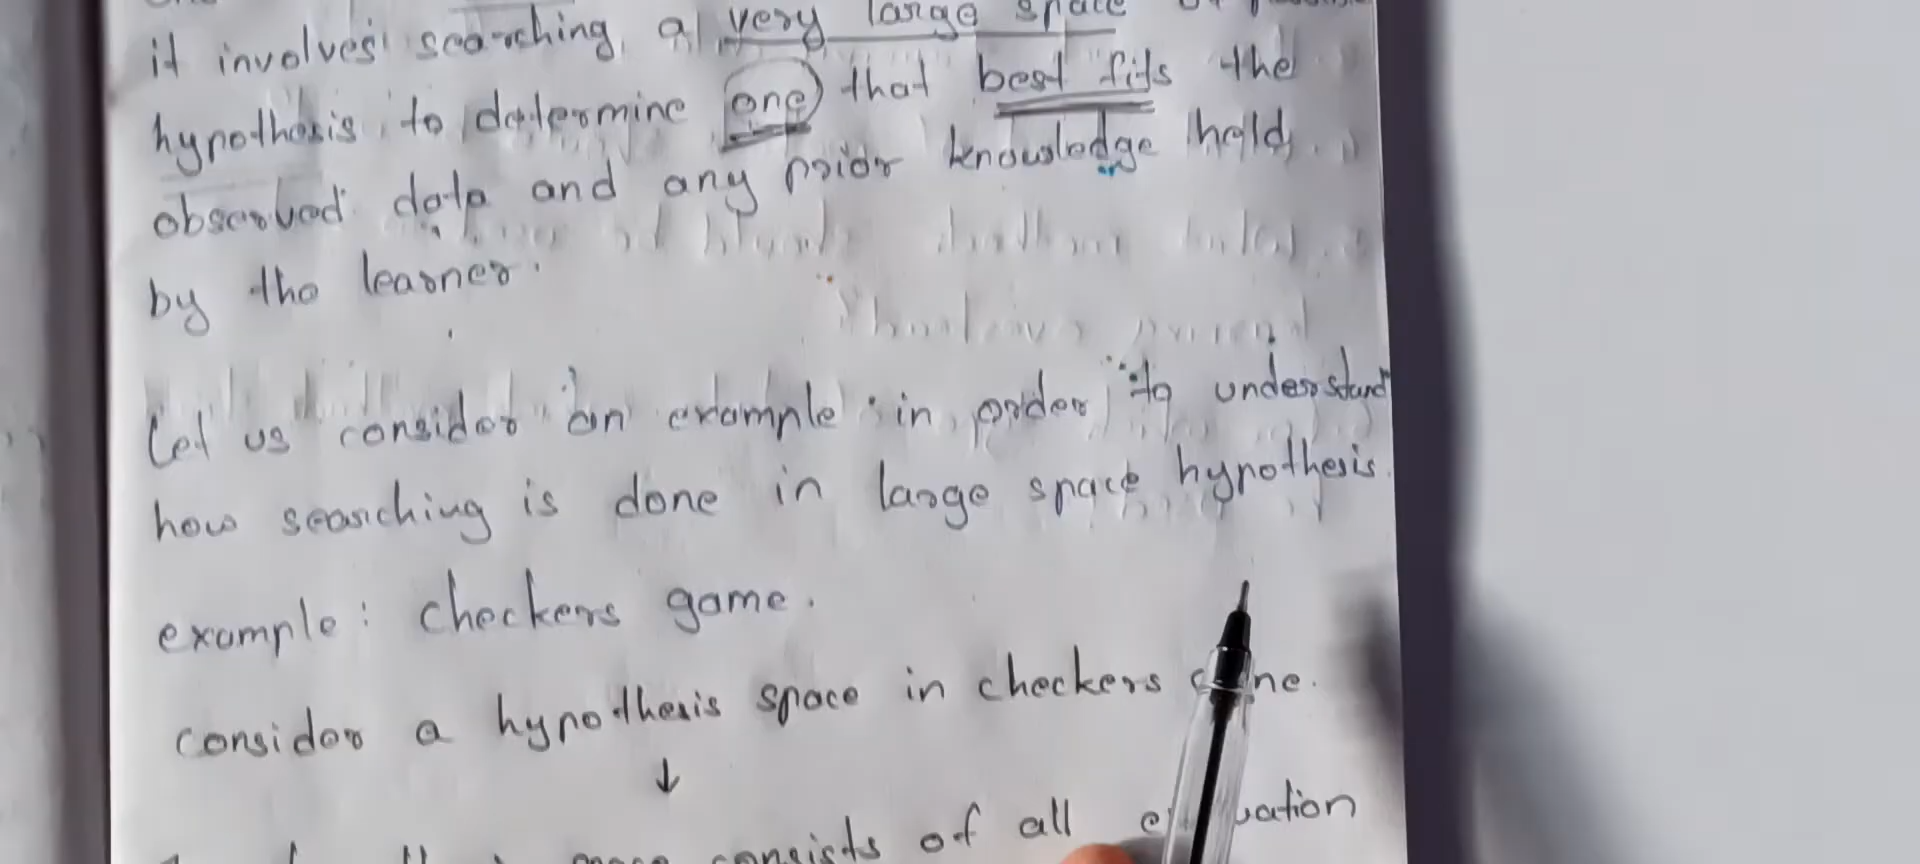 it involves searching a very large space of
hypothesis to determine one that best fits the
observed data and any prior knowledge held
by the learner.
Let us consider an example in order to understand
how searching is done in large space hypothesis.
example: checkers game.
consider a hypothesis space in checkers
↓
consists of all